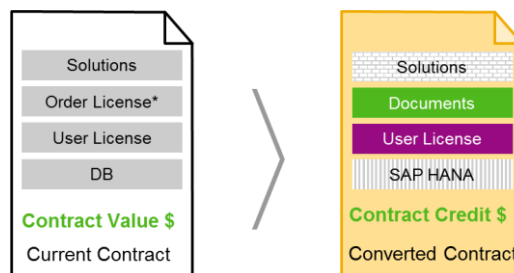 Solutions
Order License*
User License
DB
Contract Value $
Current Contract
Solutions
Documents
User License
SAP HANA
Contract Credit $
Converted Contract